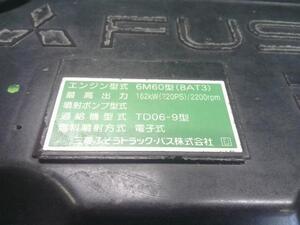 FUS
エンジン型式 6M60型(8AT3)
最高出力 162kW(220PS)/2200rpm
噴射ポンプ型式
過給機型式 TD06-9型
燃料噴射方式 電子式
三菱ふそうトラック・バス株式会社